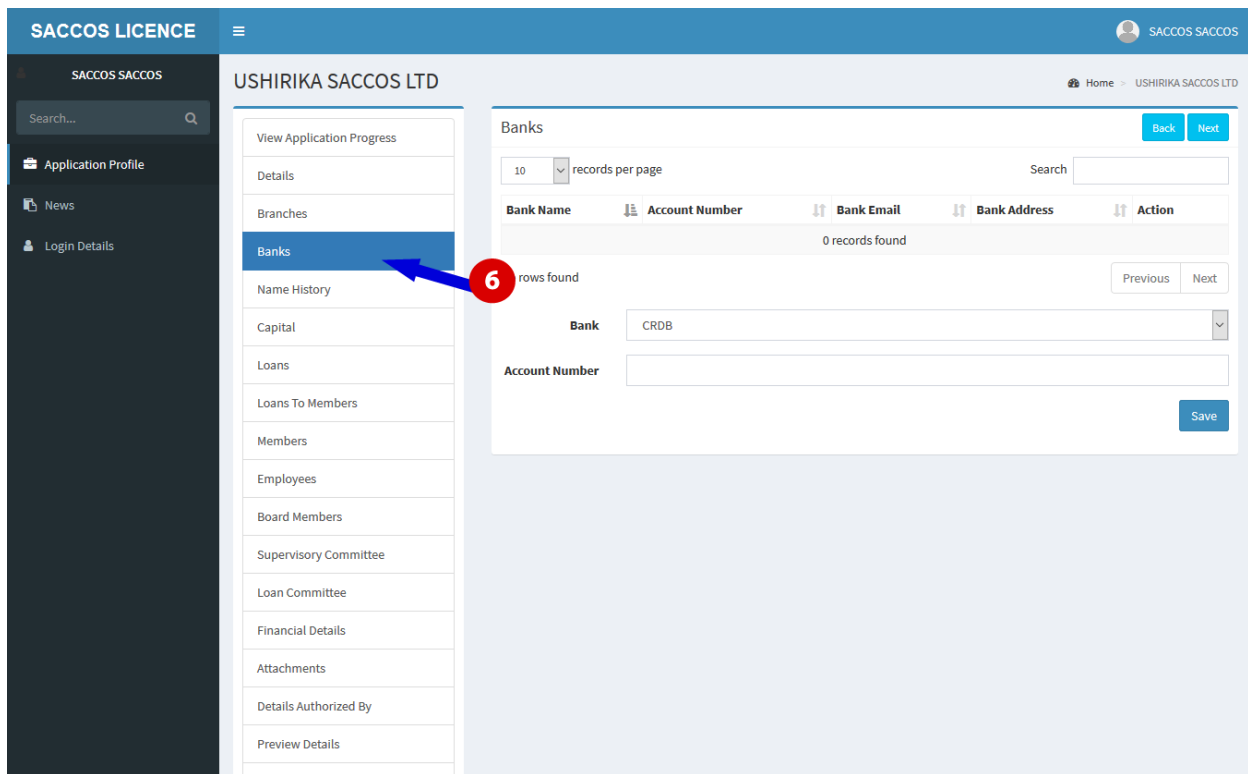 SACCOS LICENCE
SACCOS SACCOS
SACCOS SACCOS
Search...
Application Profile
News
Login Details
USHIRIKA SACCOS LTD
Home > USHIRIKA SACCOS LTD
View Application Progress
Details
Branches
Banks
Name History
Capital
Loans
Loans To Members
Members
Employees
Board Members
Supervisory Committee
Loan Committee
Financial Details
Attachments
Details Authorized By
Preview Details
6
Banks
Back Next
10 records per page
Search
Bank Name Account Number Bank Email Bank Address Action
0 records found
rows found
Previous Next
Bank CRDB
Account Number
Save